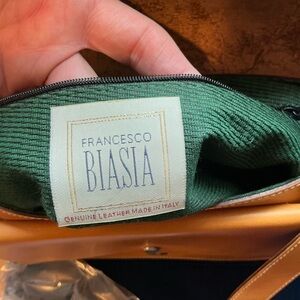 FRANCESCO
BIASIA
GENUINE LEATHER MADE IN ITALY